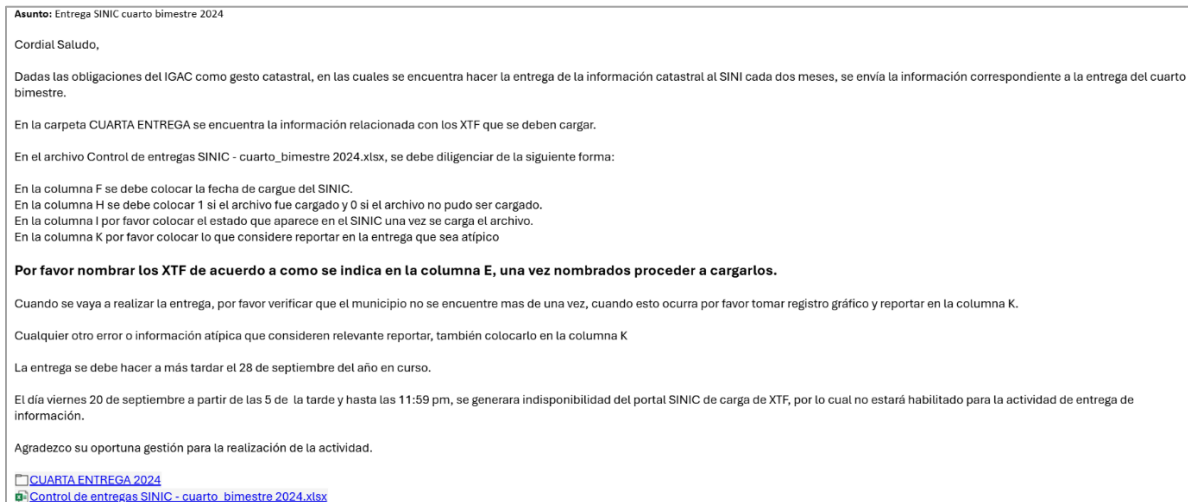 Asunto: Entrega SINIC cuarto bimestre 2024
Cordial Saludo,
Dadas las obligaciones del IGAC como gesto catastral, en las cuales se encuentra hacer la entrega de la información catastral al SINI cada dos meses, se envía la información correspondiente a la entrega del cuarto
bimestre.
En la carpeta CUARTA ENTREGA se encuentra la información relacionada con los XTF que se deben cargar.
En el archivo Control de entregas SINIC - cuarto_bimestre 2024.xlsx, se debe diligenciar de la siguiente forma:
En la columna F se debe colocar la fecha de cargue del SINIC.
En la columna H se debe colocar 1 si el archivo fue cargado y 0 si el archivo no pudo ser cargado.
En la columna I por favor colocar el estado que aparece en el SINIC una vez se carga el archivo.
En la columna K por favor colocar lo que considere reportar en la entrega que sea atípico
Por favor nombrar los XTF de acuerdo a como se indica en la columna E, una vez nombrados proceder a cargarlos.
Cuando se vaya a realizar la entrega, por favor verificar que el municipio no se encuentre mas de una vez, cuando esto ocurra por favor tomar registro gráfico y reportar en la columna K.
Cualquier otro error o información atípica que consideren relevante reportar, también colocarlo en la columna K
La entrega se debe hacer a más tardar el 28 de septiembre del año en curso.
El día viernes 20 de septiembre a partir de las 5 de la tarde y hasta las 11:59 pm, se generara indisponibilidad del portal SINIC de carga de XTF, por lo cual no estará habilitado para la actividad de entrega de
información.
Agradezco su oportuna gestión para la realización de la actividad.
CUARTA ENTREGA 2024
Control de entregas SINIC - cuarto_bimestre 2024.xlsx